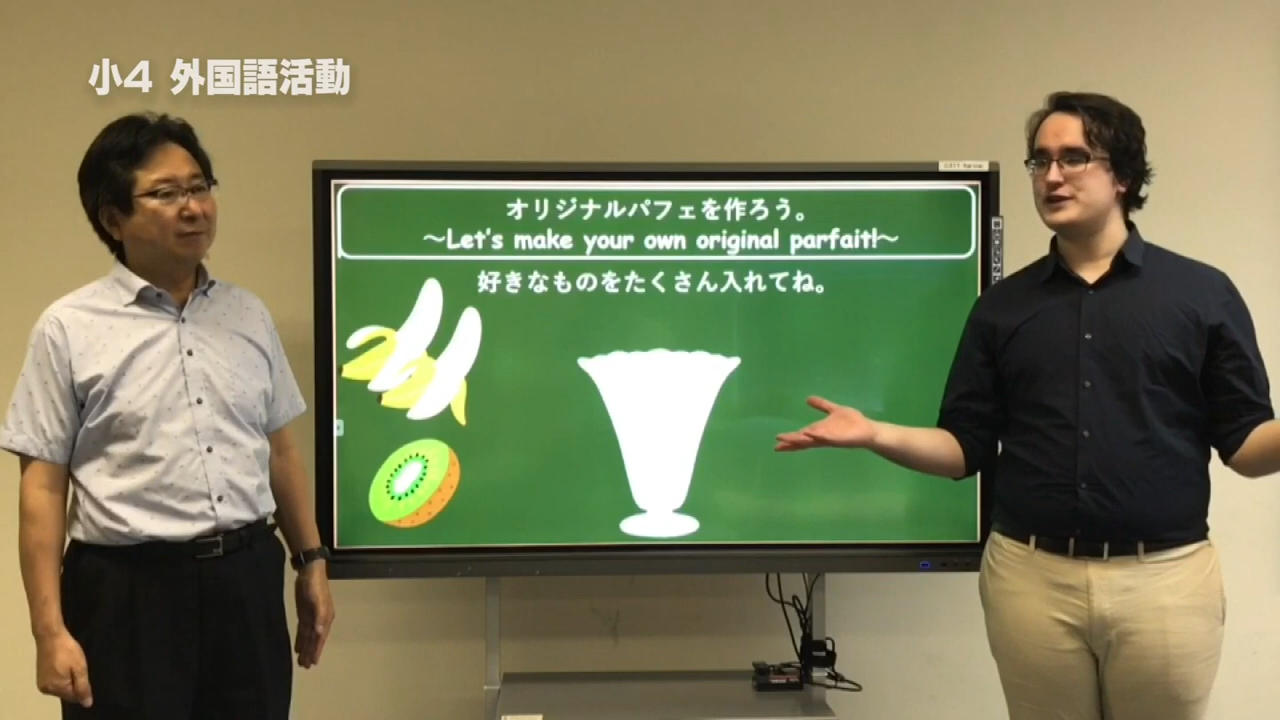 小4 外国語活動
オリジナルパフェを作ろう。
〜Let's make your own original parfait!〜
好きなものをたくさん入れてね。